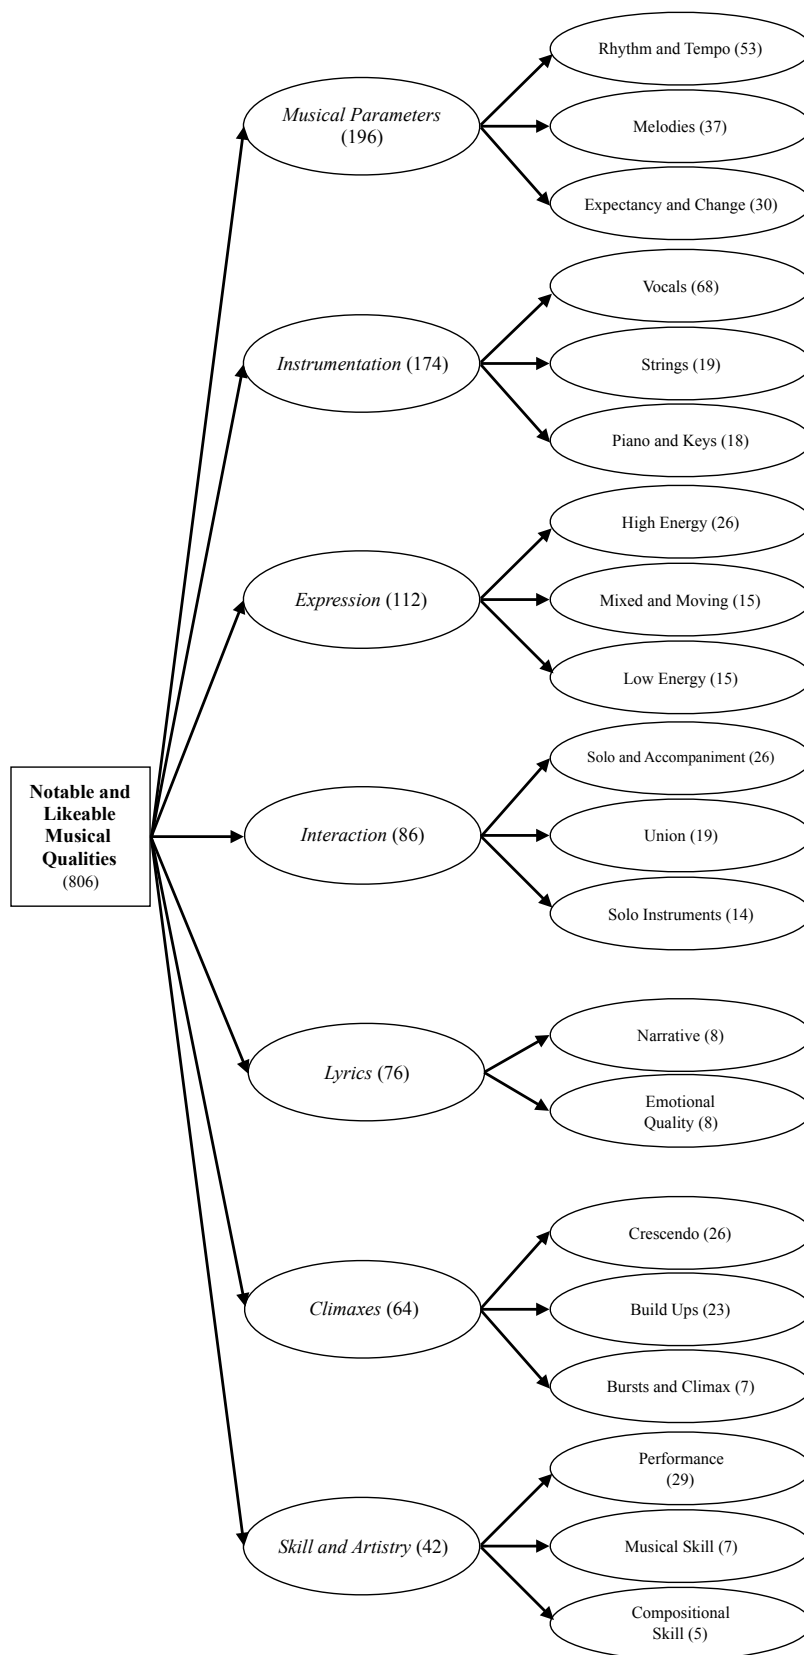 Rhythm and Tempo (53)
Musical Parameters
(196)
Melodies (37)
Expectancy and Change (30)
Vocals (68)
Instrumentation (174)
Strings (19)
Piano and Keys (18)
High Energy (26)
Expression (112)
Mixed and Moving (15)
Low Energy (15)
Solo and Accompaniment (26)
Notable and
Likeable
Musical
Qualities
(806)
Interaction (86)
Union (19)
Solo Instruments (14)
Narrative (8)
Lyrics (76)
Emotional
Quality (8)
Crescendo (26)
Climaxes (64)
Build Ups (23)
Bursts and Climax (7)
Performance
(29)
Skill and Artistry (42)
Musical Skill (7)
Compositional
Skill (5)